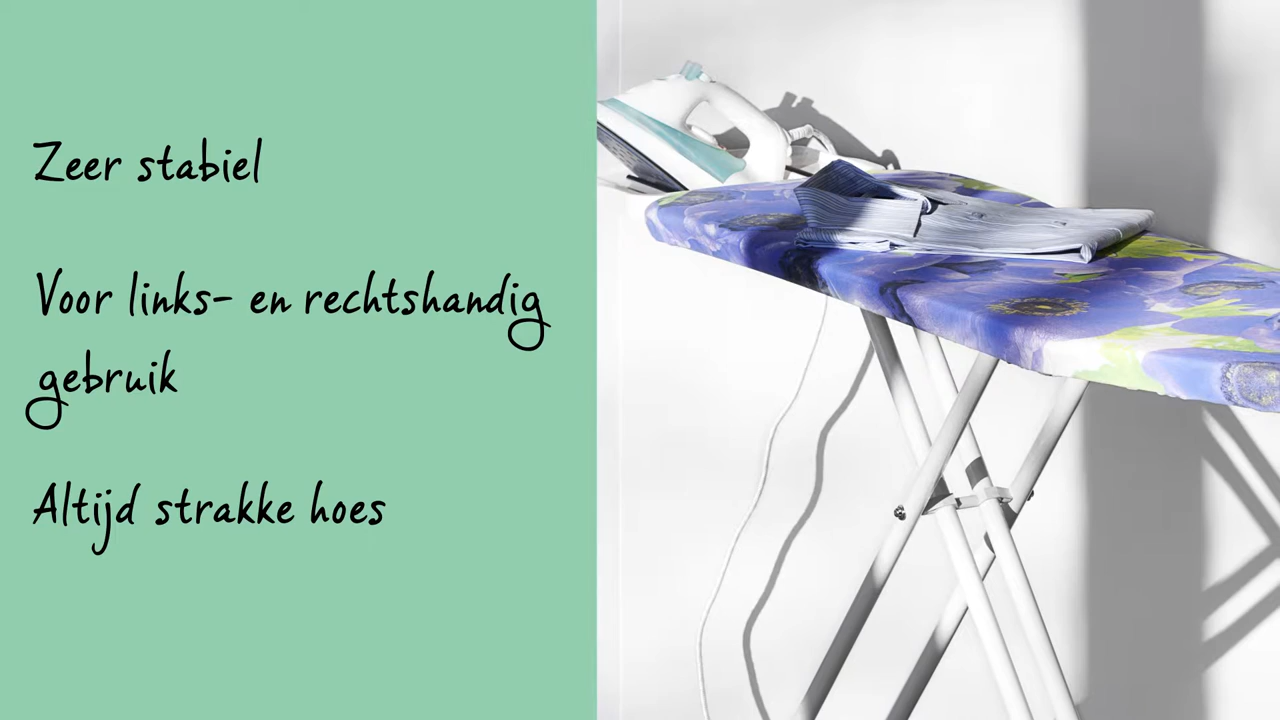 Zeer stabiel
Voor links- en rechtshandig
gebruik
Altijd strakke hoes